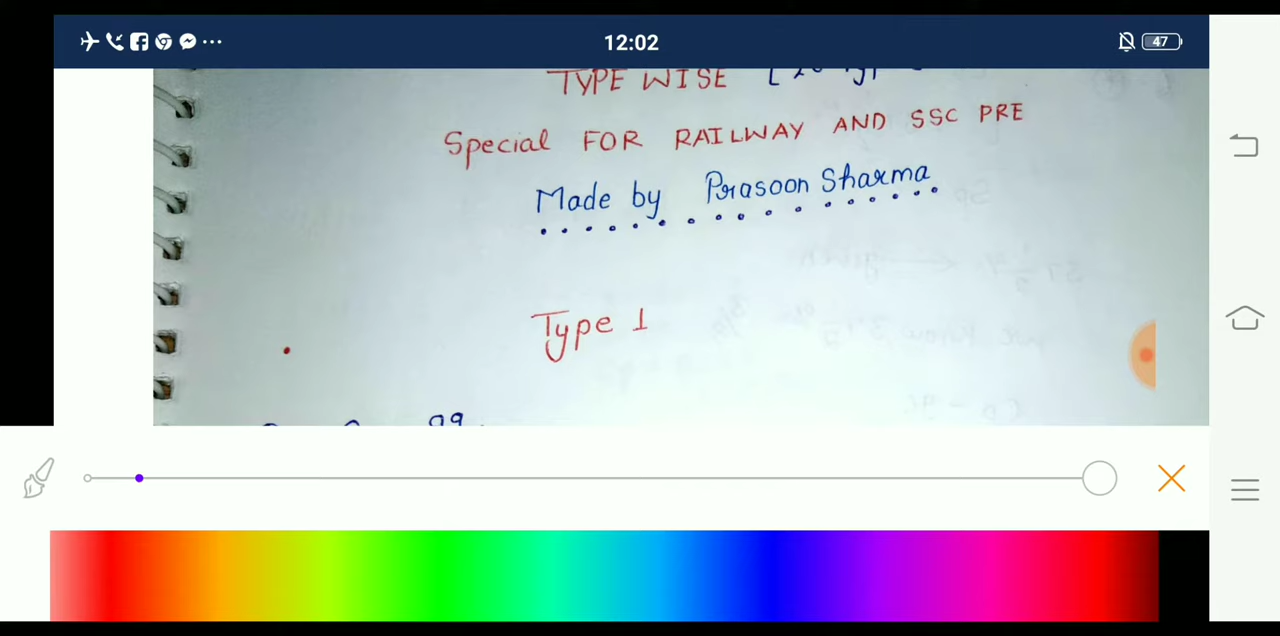 12:02
47
TYPE WISE
Special FOR RAILWAY AND SSC PRE
Made by Prasoon Sharma
Type 1